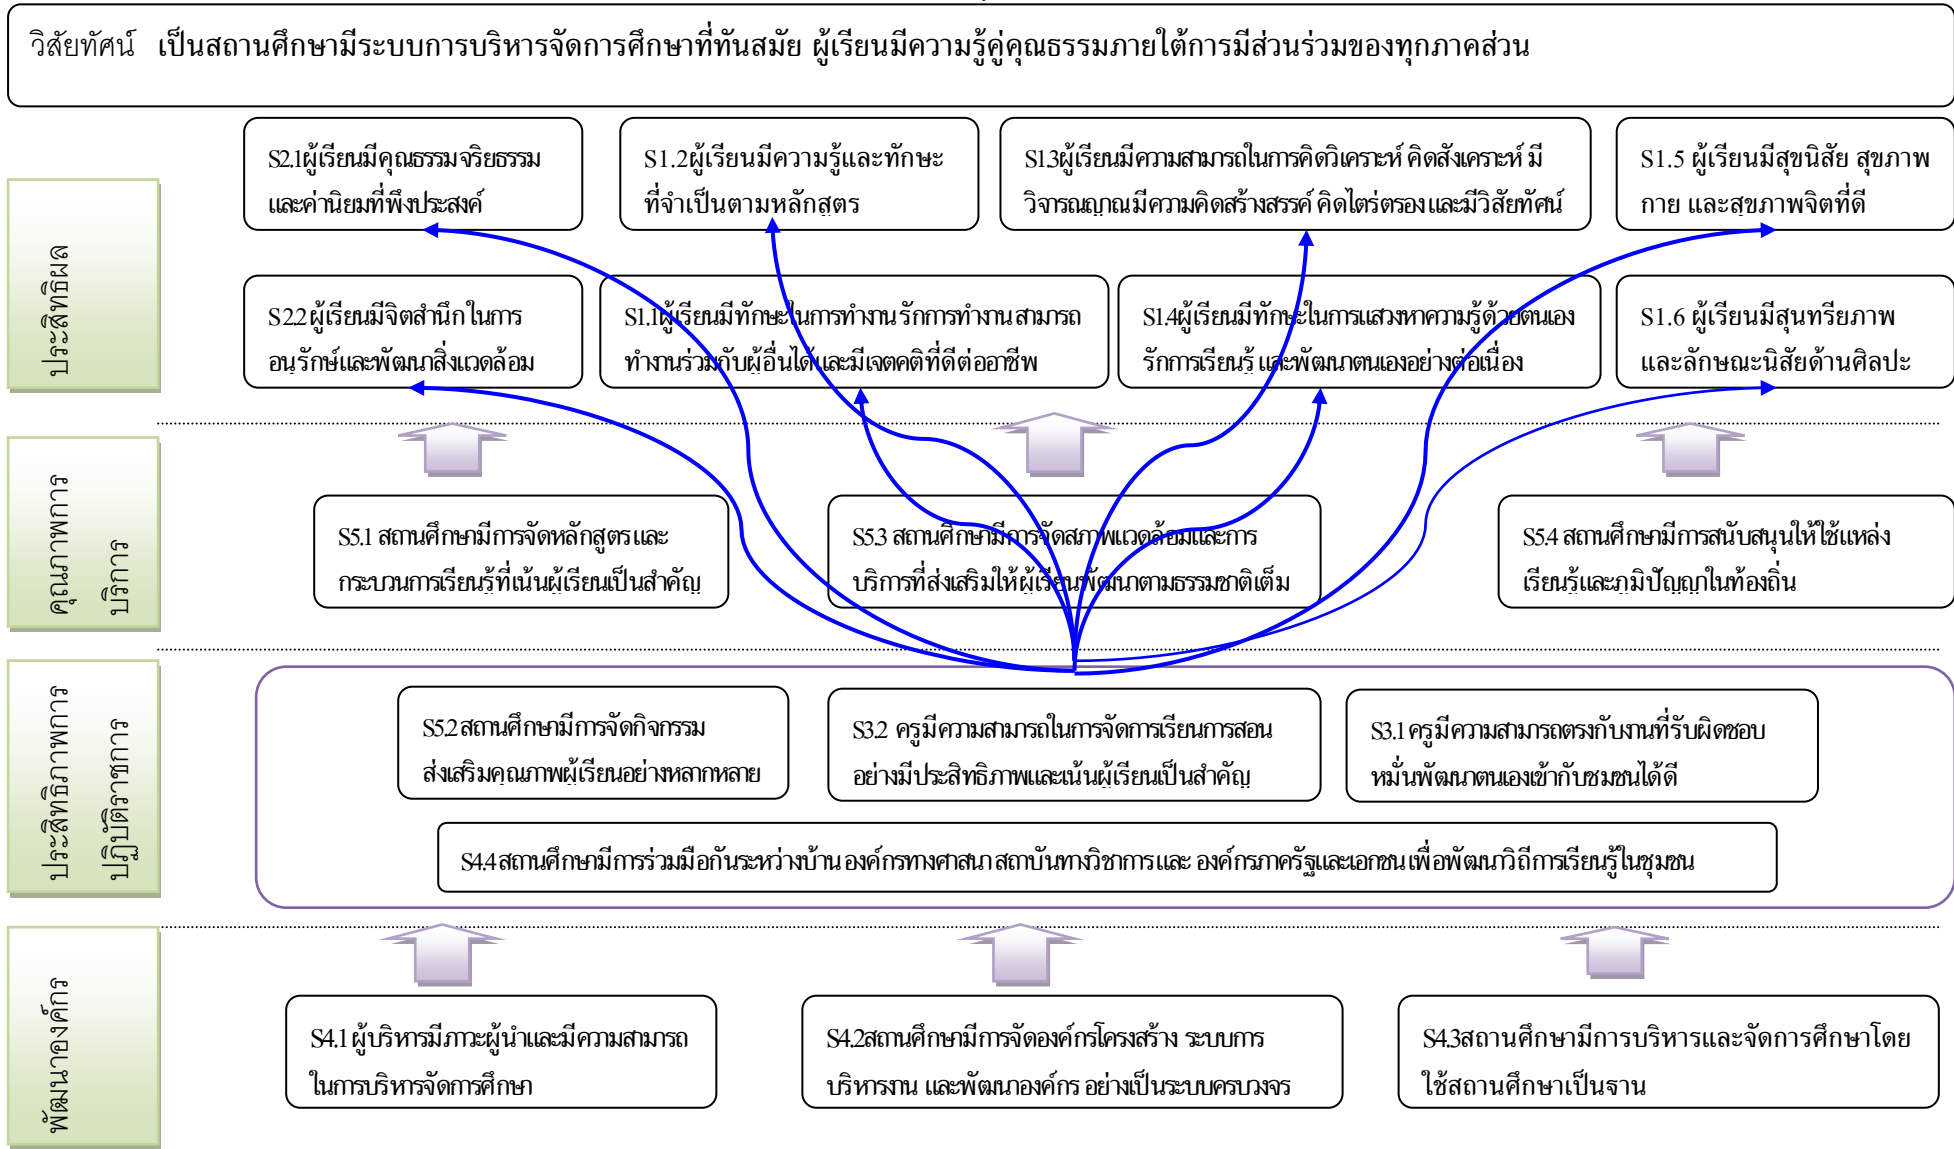 วิสัยทัศน์ เป็นสถานศึกษามีระบบการบริหารจัดการศึกษาที่ทันสมัย ผู้เรียนมีความรู้คู่คุณธรรมภายใต้การมีส่วนร่วมของทุกภาคส่วน
ประสิทธิผล
S2.1ผู้เรียนมีคุณธรรมจริยธรรม
และค่านิยมที่พึงประสงค์
S1.2ผู้เรียนมีความรู้และทักษะ
ที่จำเป็นตามหลักสูตร
S1.3ผู้เรียนมีความสามารถในการคิดวิเคราะห์ คิดสังเคราะห์ มี
วิจารณญาณมีความคิดสร้างสรรค์ คิดไตร่ตรองและมีวิสัยทัศน์
S1.5 ผู้เรียนมีสุขนิสัย สุขภาพ
กาย และสุขภาพจิตที่ดี
S2.2 ผู้เรียนมีจิตสำนึกในการ
อนุรักษ์และพัฒนาสิ่งแวดล้อม
S1.1ผู้เรียนมีทักษะในการทำงาน รักการทำงาน สามารถ
ทำงานร่วมกับผู้อื่นได้และมีเจตคติที่ดีต่ออาชีพ
S1.4ผู้เรียนมีทักษะในการแสวงหาความรู้ด้วยตนเอง
รักการเรียนรู้ และพัฒนาตนเองอย่างต่อเนื่อง
S1.6 ผู้เรียนมีสุนทรียภาพ
และลักษณะนิสัยด้านศิลปะ
คุณภาพการ
บริการ
S5.1 สถานศึกษามีการจัดหลักสูตรและ
กระบวนการเรียนรู้ที่เน้นผู้เรียนเป็นสำคัญ
S5.3 สถานศึกษามีการจัดสภาพแวดล้อมและการ
บริการที่ส่งเสริมให้ผู้เรียนพัฒนาตามธรรมชาติเต็ม
S5.4 สถานศึกษามีการสนับสนุนให้ใช้แหล่ง
เรียนรู้และภูมิปัญญาในท้องถิ่น
ประสิทธิภาพการ
ปฏิบัติราชการ
S5.2 สถานศึกษามีการจัดกิจกรรม
ส่งเสริมคุณภาพผู้เรียนอย่างหลากหลาย
S3.2 ครูมีความสามารถในการจัดการเรียนการสอน
อย่างมีประสิทธิภาพและเน้นผู้เรียนเป็นสำคัญ
S3.1 ครูมีความสามารถตรงกับงานที่รับผิดชอบ
หมั่นพัฒนาตนเองเข้ากับชุมชนได้ดี
S4.4 สถานศึกษามีการร่วมมือกันระหว่างบ้าน องค์กรทางศาสนา สถาบันทางวิชาการ และ องค์กรภาครัฐและเอกชน เพื่อพัฒนาวิถีการเรียนรู้ในชุมชน
พัฒนาองค์กร
S4.1 ผู้บริหารมีภาวะผู้นำและมีความสามารถ
ในการบริหารจัดการศึกษา
S4.2สถานศึกษามีการจัดองค์กรโครงสร้าง ระบบการ
บริหารงาน และพัฒนาองค์กร อย่างเป็นระบบครบวงจร
S4.3สถานศึกษามีการบริหารและจัดการศึกษาโดย
ใช้สถานศึกษาเป็นฐาน